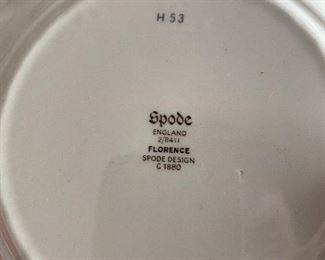 H 53
Spode
ENGLAND
2/8411
FLORENCE
SPODE DESIGN
C 1880